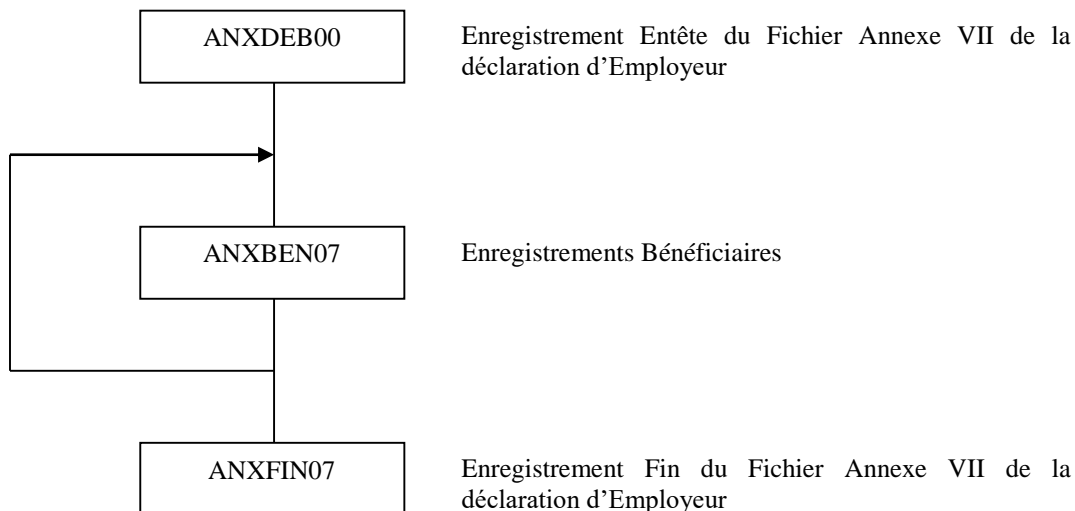 ANXDEB00
Enregistrement Entête du Fichier Annexe VII de la
déclaration d’Employeur
ANXBEN07
Enregistrements Bénéficiaires
ANXFIN07
Enregistrement Fin du Fichier Annexe VII de la
déclaration d’Employeur